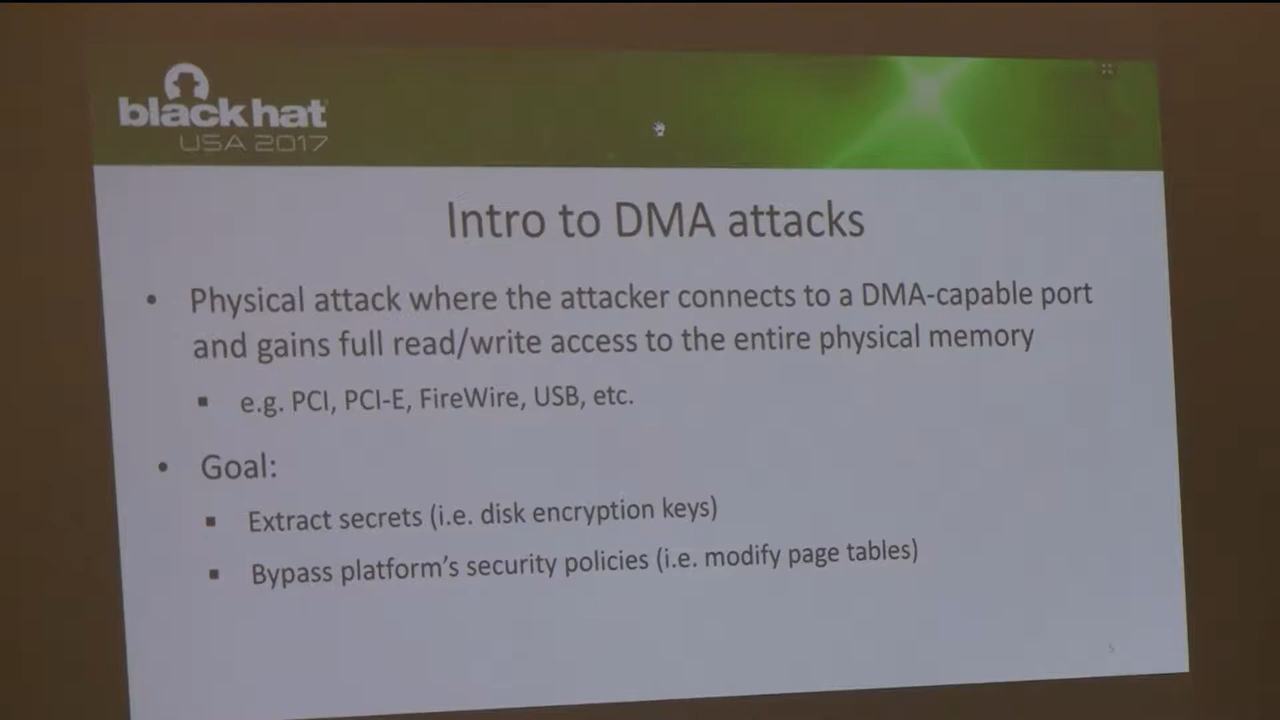 black hat
USA 2017
Intro to DMA attacks
• Physical attack where the attacker connects to a DMA-capable port
and gains full read/write access to the entire physical memory
▪ e.g. PCI, PCI-E, FireWire, USB, etc.
• Goal:
▪ Extract secrets (i.e. disk encryption keys)
▪ Bypass platform's security policies (i.e. modify page tables)
5